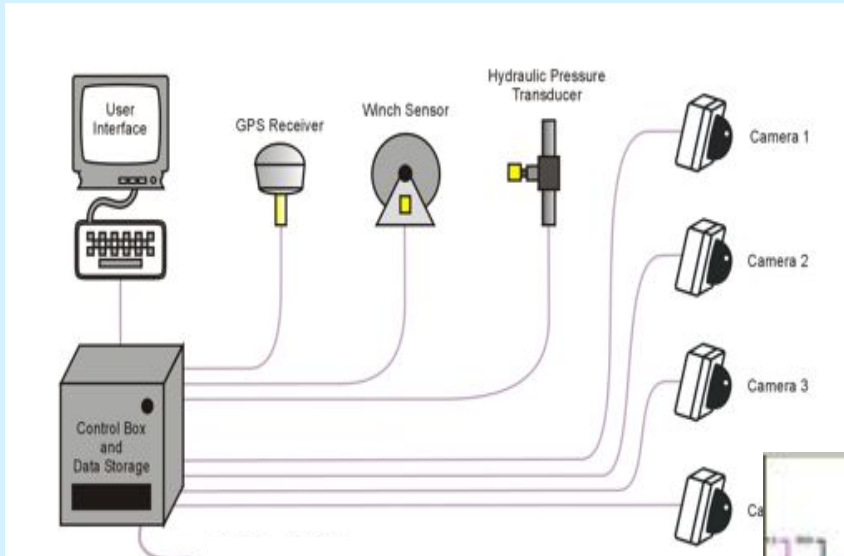 User
Interface
GPS Receiver
Winch Sensor
Hydraulic Pressure
Transducer
Camera 1
Camera 2
Camera 3
Control Box
and
Data Storage